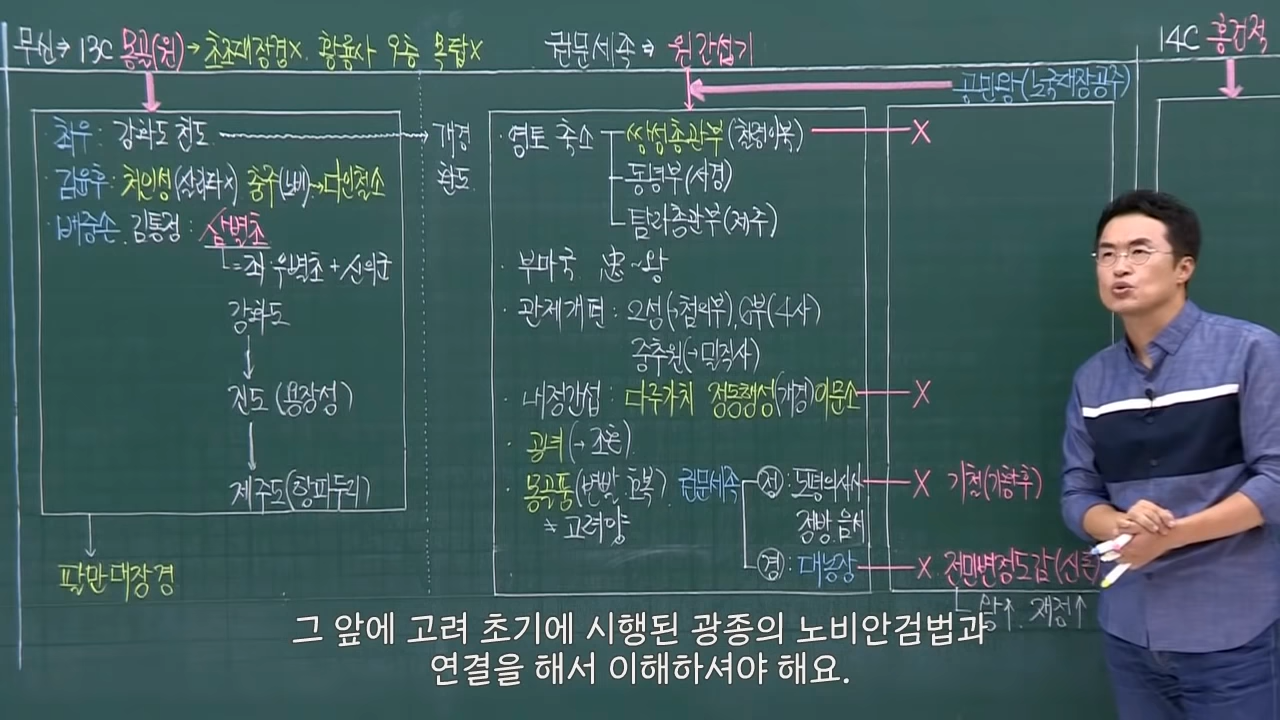 무신→ 13C 몽골(원)→ 초조대장경X. 황룡사 9층 목탑X
권문세족 ⇒ 원간섭기
14C 홍건적
공민왕(노국대장공주)
최우: 강화도 천도
개경
환도
김윤후: 처인성(살리타X) 충주(노비)→다인철소
배중손. 김통정: 삼별초
=좌·우별초+신의군
강화도
진도 (용장성)
제주도(항파두리)
팔만대장경
· 영토 축소
쌍성총관부(철령이북) X
동녕부(서경)
탐라총관부(제주)
· 부마국 忠~왕
· 관제개편: 2성(→첨의부), 6부(4사)
중추원(→밀직사)
· 내정간섭: 다루가치 정동행성(개경)이문소 X
· 공녀(→조혼)
· 몽골풍(변발 호복)
≒ 고려양
권문세족
정: 도평의사사 X 기철(기황후)
정방. 음서
경: 대농장 X 전민변정도감(신돈)
왕↑ 재정↑
그 앞에 고려 초기에 시행된 광종의 노비안검법과
연결을 해서 이해하셔야 해요.